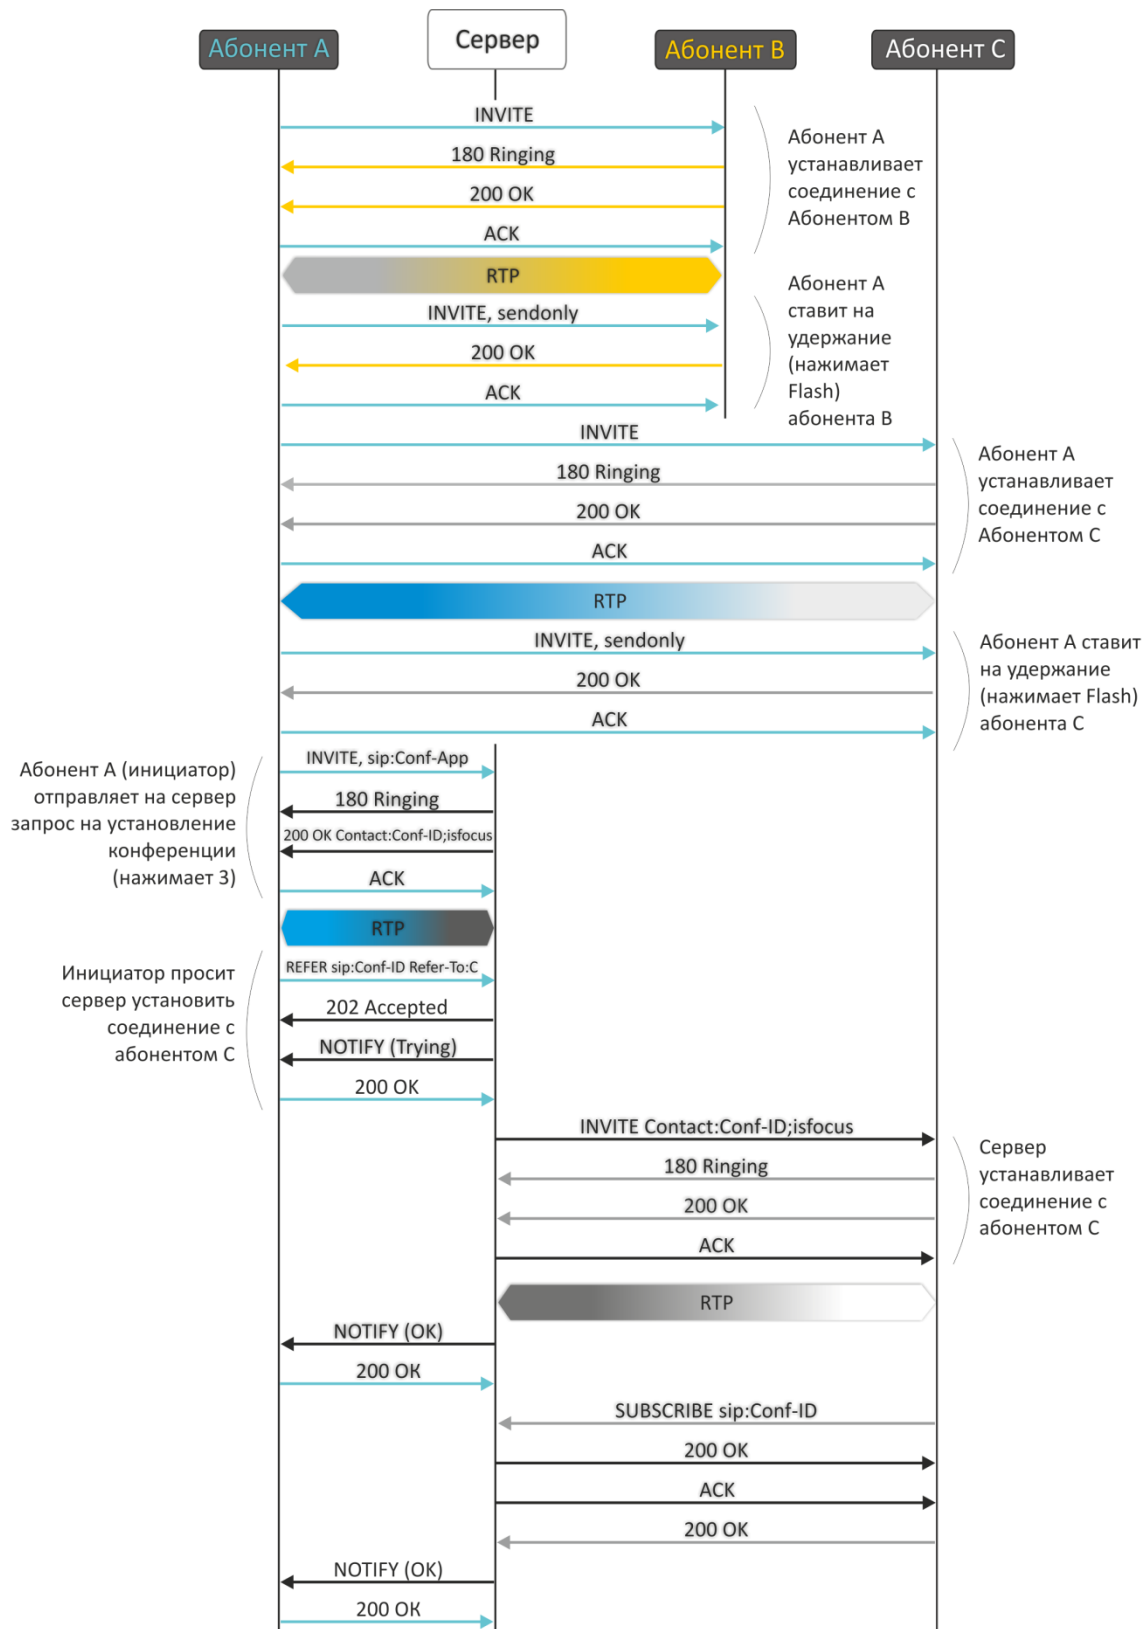 Абонент А
Сервер
Абонент В
Абонент С
INVITE
180 Ringing
200 OK
ACK
Абонент А
устанавливает
соединение с
Абонентом В
RTP
INVITE, sendonly
200 OK
ACK
Абонент А
ставит на
удержание
(нажимает
Flash)
абонента В
INVITE
180 Ringing
200 OK
ACK
Абонент А
устанавливает
соединение с
Абонентом С
RTP
INVITE, sendonly
200 OK
ACK
Абонент А ставит
на удержание
(нажимает Flash)
абонента С
Абонент А (инициатор)
отправляет на сервер
запрос на установление
конференции
(нажимает 3)
INVITE, sip:Conf-App
180 Ringing
200 OK Contact:Conf-ID;isfocus
ACK
RTP
Инициатор просит
сервер установить
соединение с
абонентом С
REFER sip:Conf-ID Refer-To:C
202 Accepted
NOTIFY (Trying)
200 OK
INVITE Contact:Conf-ID;isfocus
180 Ringing
200 OK
ACK
Сервер
устанавливает
соединение с
абонентом С
RTP
NOTIFY (OK)
200 OK
SUBSCRIBE sip:Conf-ID
200 OK
ACK
200 OK
NOTIFY (OK)
200 OK